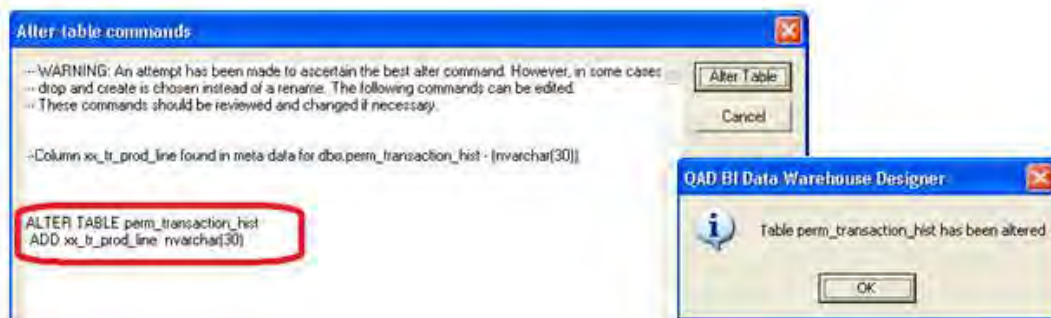 Alter table commands
-- WARNING: An attempt has been made to ascertain the best alter command. However, in some cases
-- drop and create is chosen instead of a rename. The following commands can be edited.
-- These commands should be reviewed and changed if necessary.
--Column xx_tr_prod_line found in meta data for dbo.perm_transaction_hist - (nvarchar(30))
ALTER TABLE perm_transaction_hist
ADD xx_tr_prod_line nvarchar(30)
Alter Table
Cancel
QAD BI Data Warehouse Designer
Table perm_transaction_hist has been altered
OK